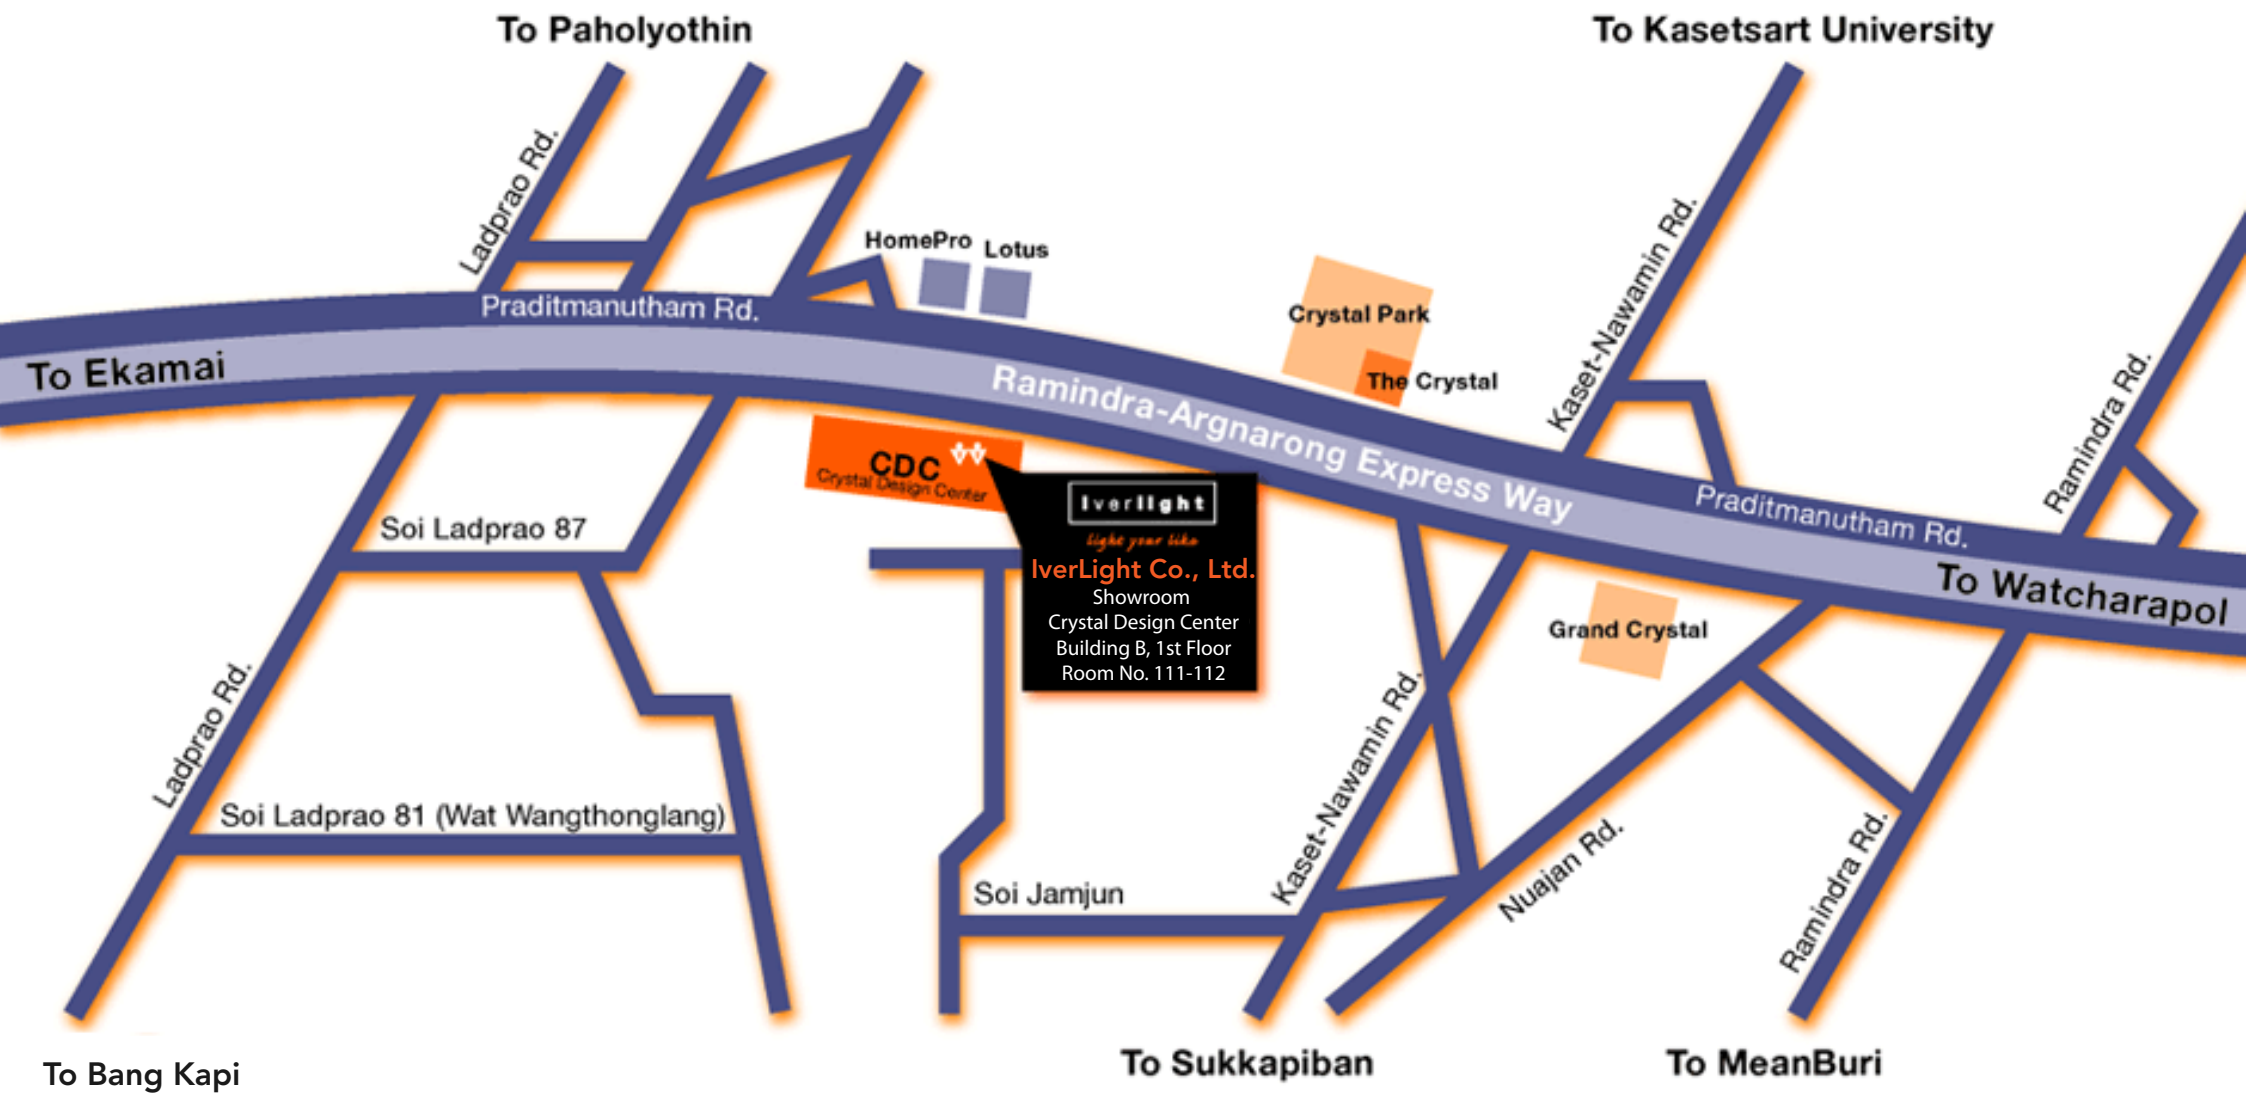 To Paholyothin
To Kasetsart University
Ladprao Rd.
HomePro
Lotus
Praditmanutham Rd.
To Ekamai
Crystal Park
The Crystal
Kaset-Nawamin Rd.
Ramindra Rd.
Ramindra-Argnarong Express Way
Praditmanutham Rd.
To Watcharapol
CDC
Crystal Design Center
Iverlight
light your like
IverLight Co., Ltd.
Showroom
Crystal Design Center
Building B, 1st Floor
Room No. 111-112
Soi Ladprao 87
Grand Crystal
Ladprao Rd.
Soi Ladprao 81 (Wat Wangthonglang)
Kaset-Nawamin Rd.
Soi Jamjun
Nuajan Rd.
Ramindra Rd.
To Bang Kapi
To Sukkapiban
To MeanBuri